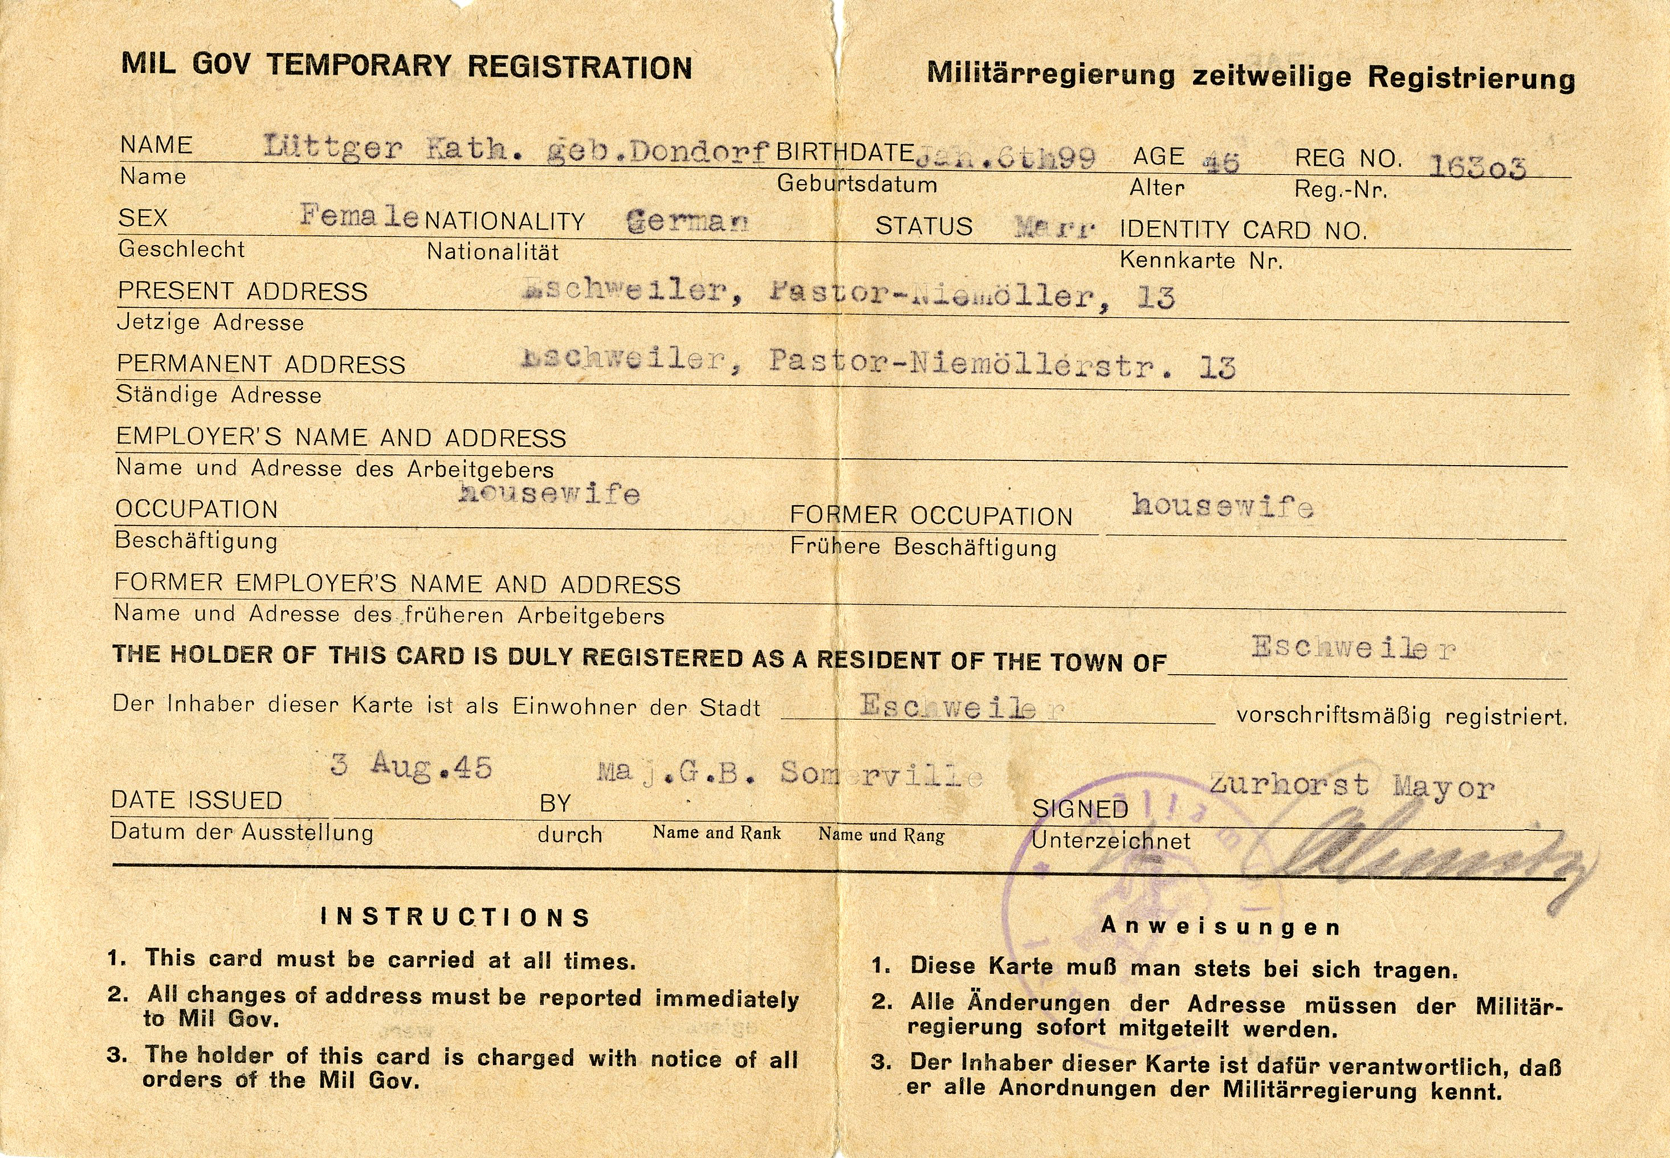 MIL GOV TEMPORARY REGISTRATION Militärregierung zeitweilige Registrierung
NAME Lüttger Kath. geb.Dondorf BIRTHDATE Jan.6th99 AGE 46 REG NO. 16303
Name Geburtsdatum Alter Reg.-Nr.
SEX Female NATIONALITY German STATUS Marr IDENTITY CARD NO.
Geschlecht Nationalität Kennkarte Nr.
PRESENT ADDRESS Eschweiler, Pastor-Niemöller, 13
Jetzige Adresse
PERMANENT ADDRESS Eschweiler, Pastor-Niemöllerstr. 13
Ständige Adresse
EMPLOYER'S NAME AND ADDRESS
Name und Adresse des Arbeitgebers
OCCUPATION housewife FORMER OCCUPATION housewife
Beschäftigung Frühere Beschäftigung
FORMER EMPLOYER'S NAME AND ADDRESS
Name und Adresse des früheren Arbeitgebers
THE HOLDER OF THIS CARD IS DULY REGISTERED AS A RESIDENT OF THE TOWN OF Eschweiler
Der Inhaber dieser Karte ist als Einwohner der Stadt Eschweiler vorschriftsmäßig registriert.
3 Aug.45 Maj.G.B. Somerville Zurhorst Mayor
DATE ISSUED BY SIGNED
Datum der Ausstellung durch Name and Rank Name und Rang Unterzeichnet
INSTRUCTIONS
1. This card must be carried at all times.
2. All changes of address must be reported immediately
to Mil Gov.
3. The holder of this card is charged with notice of all
orders of the Mil Gov.
Anweisungen
1. Diese Karte muß man stets bei sich tragen.
2. Alle Änderungen der Adresse müssen der Militär-
regierung sofort mitgeteilt werden.
3. Der Inhaber dieser Karte ist dafür verantwortlich, daß
er alle Anordnungen der Militärregierung kennt.